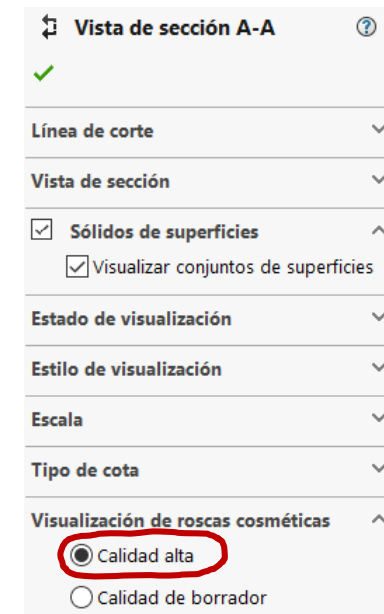 Vista de sección A-A
Línea de corte
Vista de sección
Sólidos de superficies
Visualizar conjuntos de superficies
Estado de visualización
Estilo de visualización
Escala
Tipo de cota
Visualización de roscas cosméticas
Calidad alta
Calidad de borrador